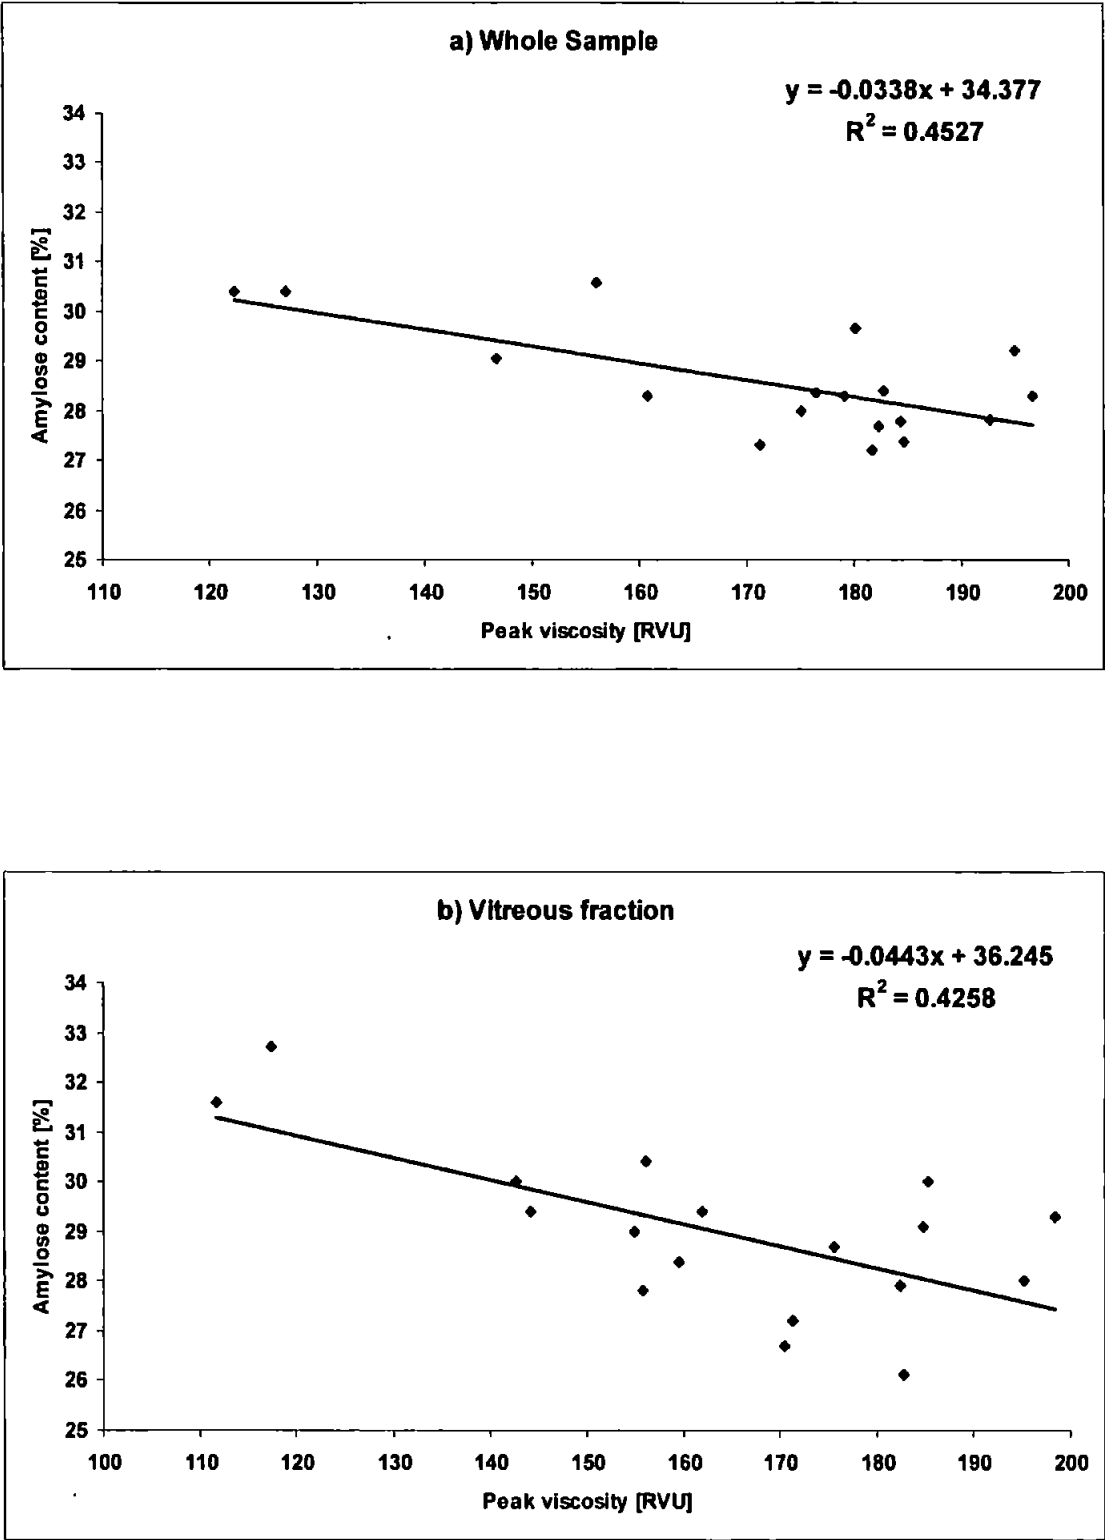 a) Whole Sample
y = -0.0338x + 34.377
R² = 0.4527
34
33
32
31
30
29
28
27
26
25
Amylose content [%]
110 120 130 140 150 160 170 180 190 200
Peak viscosity [RVU]
b) Vitreous fraction
y = -0.0443x + 36.245
R² = 0.4258
34
33
32
31
30
29
28
27
26
25
Amylose content [%]
100 110 120 130 140 150 160 170 180 190 200
Peak viscosity [RVU]